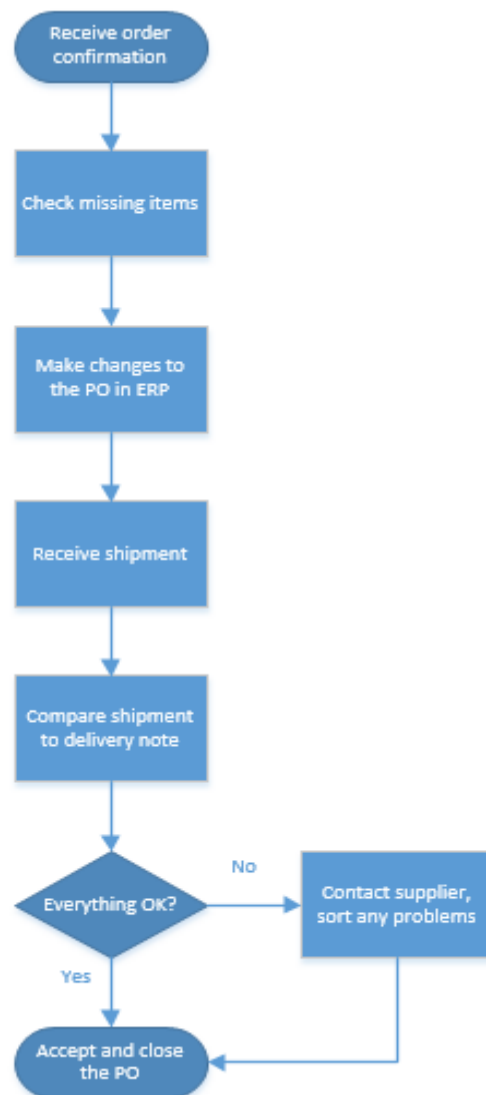 Receive order
confirmation
Check missing items
Make changes to
the PO in ERP
Receive shipment
Compare shipment
to delivery note
Everything OK?
No
Contact supplier,
sort any problems
Yes
Accept and close
the PO